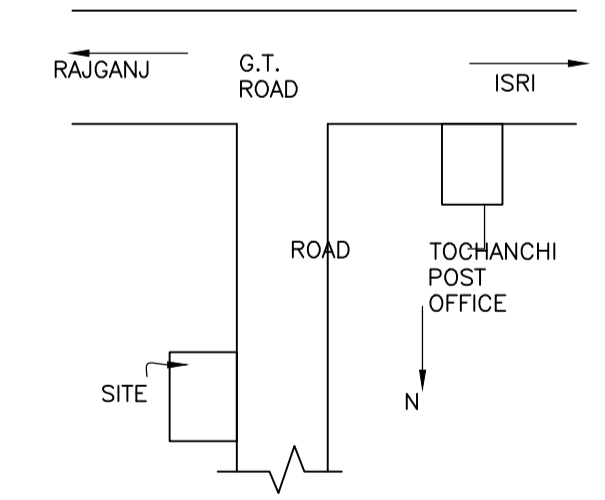 RAJGANJ
G.T.
ROAD
ISRI
ROAD
TOCHANCHI
POST
OFFICE
SITE
N